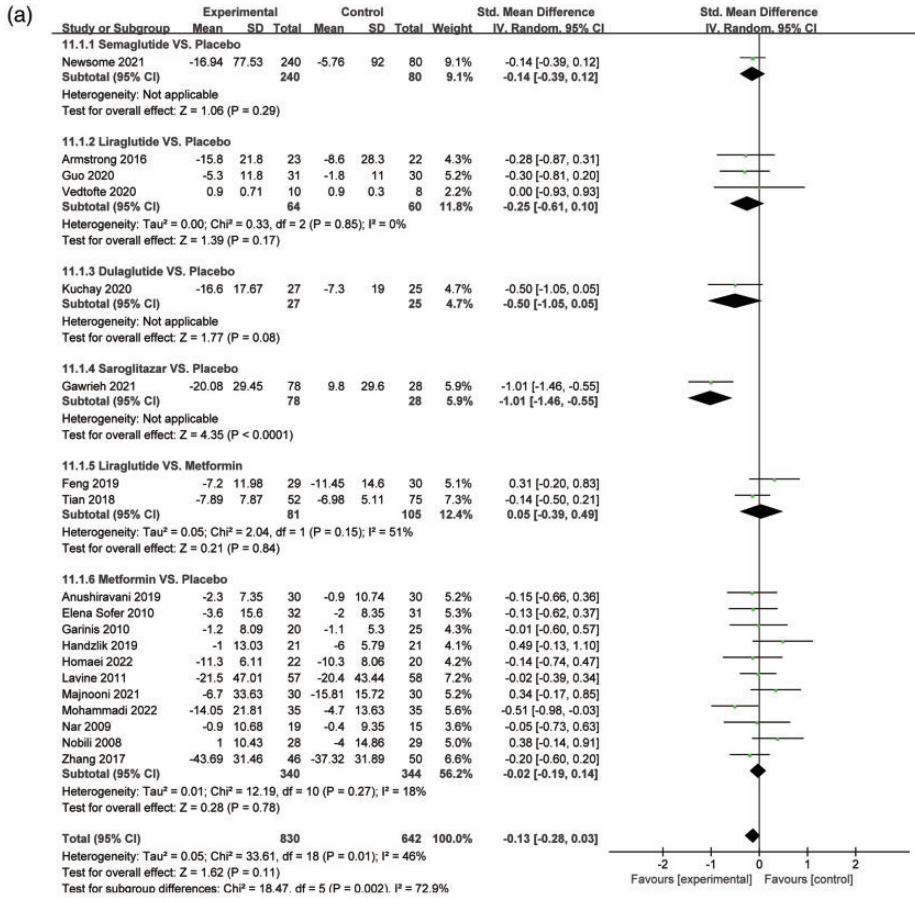 (a)
Experimental Control Std. Mean Difference Std. Mean Difference
Study or Subgroup Mean SD Total Mean SD Total Weight IV. Random. 95% CI IV. Random. 95% CI
11.1.1 Semaglutide VS. Placebo
Newsome 2021 -16.94 77.53 240 -5.76 92 80 9.1% -0.14 [-0.39, 0.12]
Subtotal (95% CI) 240 80 9.1% -0.14 [-0.39, 0.12]
Heterogeneity: Not applicable
Test for overall effect: Z = 1.06 (P = 0.29)
11.1.2 Liraglutide VS. Placebo
Armstrong 2016 -15.8 21.8 23 -8.6 28.3 22 4.3% -0.28 [-0.87, 0.31]
Guo 2020 -5.3 11.8 31 -1.8 11 30 5.2% -0.30 [-0.81, 0.20]
Vedtofte 2020 0.9 0.71 10 0.9 0.3 8 2.2% 0.00 [-0.93, 0.93]
Subtotal (95% CI) 64 60 11.8% -0.25 [-0.61, 0.10]
Heterogeneity: Tau² = 0.00; Chi² = 0.33, df = 2 (P = 0.85); I² = 0%
Test for overall effect: Z = 1.39 (P = 0.17)
11.1.3 Dulaglutide VS. Placebo
Kuchay 2020 -16.6 17.67 27 -7.3 19 25 4.7% -0.50 [-1.05, 0.05]
Subtotal (95% CI) 27 25 4.7% -0.50 [-1.05, 0.05]
Heterogeneity: Not applicable
Test for overall effect: Z = 1.77 (P = 0.08)
11.1.4 Saroglitazar VS. Placebo
Gawrieh 2021 -20.08 29.45 78 9.8 29.6 28 5.9% -1.01 [-1.46, -0.55]
Subtotal (95% CI) 78 28 5.9% -1.01 [-1.46, -0.55]
Heterogeneity: Not applicable
Test for overall effect: Z = 4.35 (P < 0.0001)
11.1.5 Liraglutide VS. Metformin
Feng 2019 -7.2 11.98 29 -11.45 14.6 30 5.1% 0.31 [-0.20, 0.83]
Tian 2018 -7.89 7.87 52 -6.98 5.11 75 7.3% -0.14 [-0.50, 0.21]
Subtotal (95% CI) 81 105 12.4% 0.05 [-0.39, 0.49]
Heterogeneity: Tau² = 0.05; Chi² = 2.04, df = 1 (P = 0.15); I² = 51%
Test for overall effect: Z = 0.21 (P = 0.84)
11.1.6 Metformin VS. Placebo
Anushiravani 2019 -2.3 7.35 30 -0.9 10.74 30 5.2% -0.15 [-0.66, 0.36]
Elena Sofer 2010 -3.6 15.6 32 -2 8.35 31 5.3% -0.13 [-0.62, 0.37]
Garinis 2010 -1.2 8.09 20 -1.1 5.3 25 4.3% -0.01 [-0.60, 0.57]
Handzlik 2019 -1 13.03 21 -6 5.79 21 4.0% 0.49 [-0.13, 1.10]
Homaei 2022 -11.3 6.11 22 -10.3 8.06 20 4.1% -0.14 [-0.74, 0.47]
Lavine 2011 -21.5 47.01 57 -20.4 43.44 58 7.1% -0.02 [-0.39, 0.34]
Majnooni 2021 -6.7 33.63 30 -15.81 15.72 30 5.1% 0.34 [-0.17, 0.85]
Mohammadi 2022 -14.05 21.81 35 -4.7 13.63 35 5.5% -0.51 [-0.98, -0.03]
Nar 2009 -0.9 10.68 19 -0.4 9.35 15 3.6% -0.05 [-0.73, 0.63]
Nobili 2008 1 10.43 28 -4 14.86 29 5.0% 0.38 [-0.14, 0.91]
Zhang 2017 -43.69 31.46 46 -37.32 31.89 50 6.6% -0.20 [-0.60, 0.20]
Subtotal (95% CI) 340 344 56.2% -0.02 [-0.19, 0.14]
Heterogeneity: Tau² = 0.01; Chi² = 12.19, df = 10 (P = 0.27); I² = 18%
Test for overall effect: Z = 0.28 (P = 0.78)
Total (95% CI) 830 642 100.0% -0.13 [-0.28, 0.03]
Heterogeneity: Tau² = 0.05; Chi² = 33.61, df = 18 (P = 0.01); I² = 46%
Test for overall effect: Z = 1.62 (P = 0.11)
Test for subgroup differences: Chi² = 18.47. df = 5 (P = 0.002). I² = 72.9%
-2 -1 0 1 2
Favours [experimental] Favours [control]